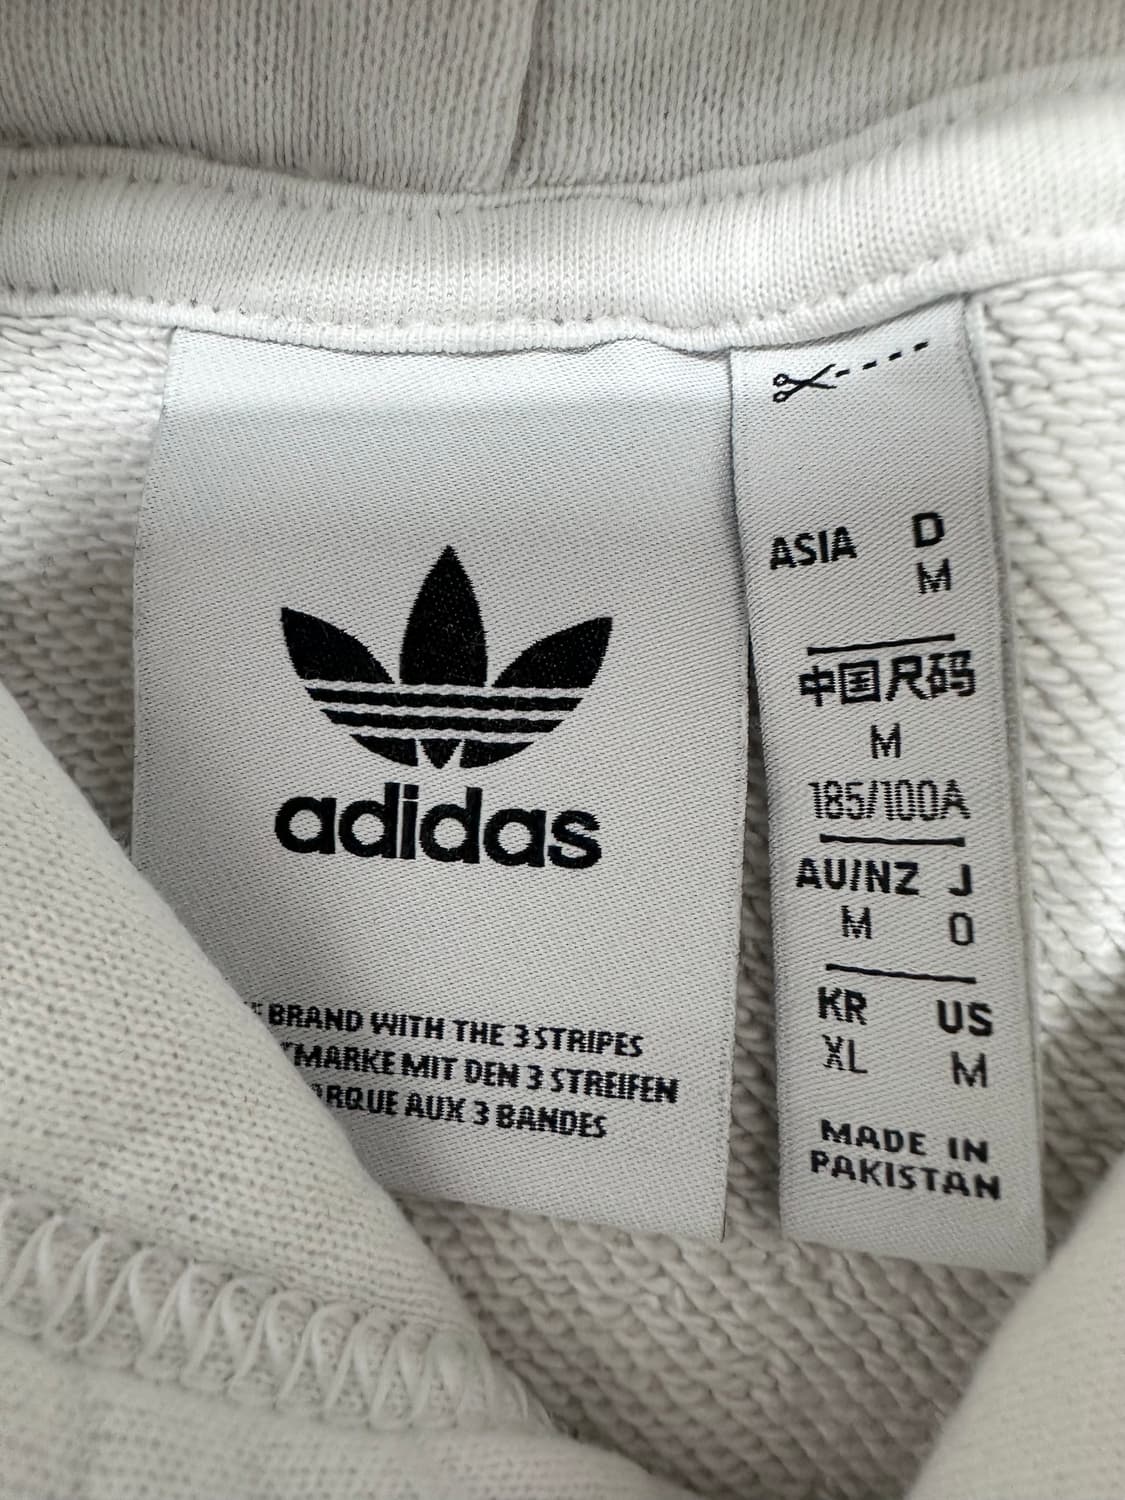 adidas
BRAND WITH THE 3 STRIPES
MARKE MIT DEN 3 STREIFEN
AUX 3 BANDES
ASIA D
M
中国尺码
M
185/100A
AU/NZ J
M O
KR US
XL M
MADE IN
PAKISTAN